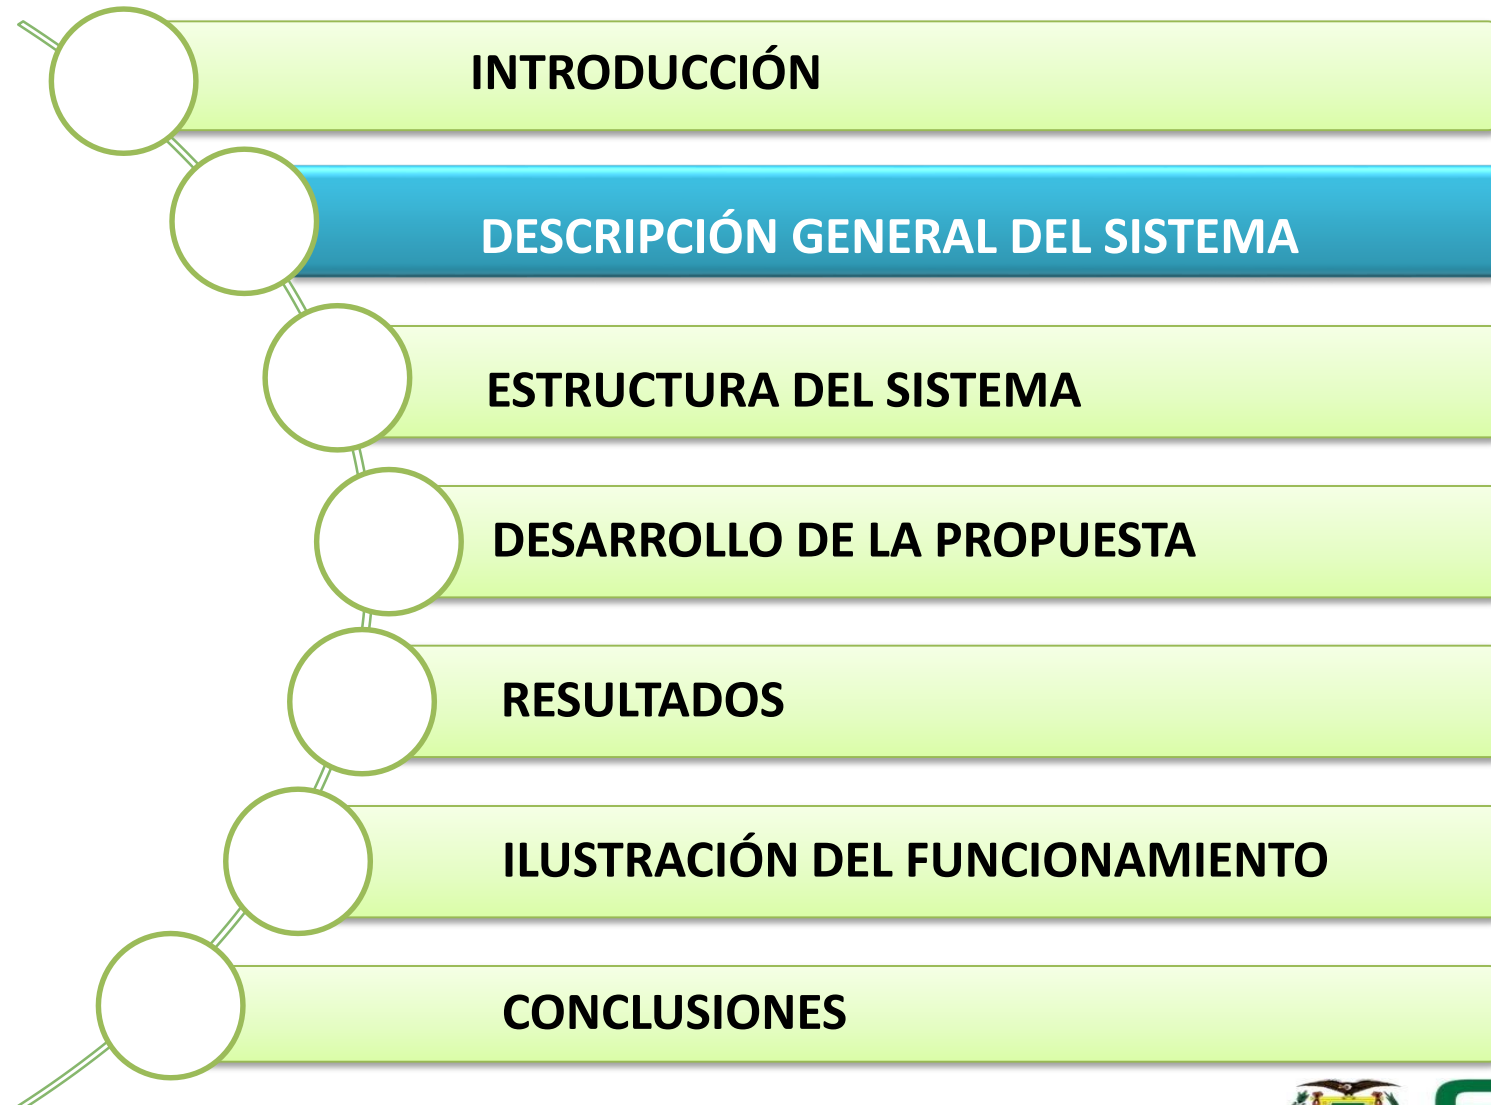 INTRODUCCIÓN
DESCRIPCIÓN GENERAL DEL SISTEMA
ESTRUCTURA DEL SISTEMA
DESARROLLO DE LA PROPUESTA
RESULTADOS
ILUSTRACIÓN DEL FUNCIONAMIENTO
CONCLUSIONES